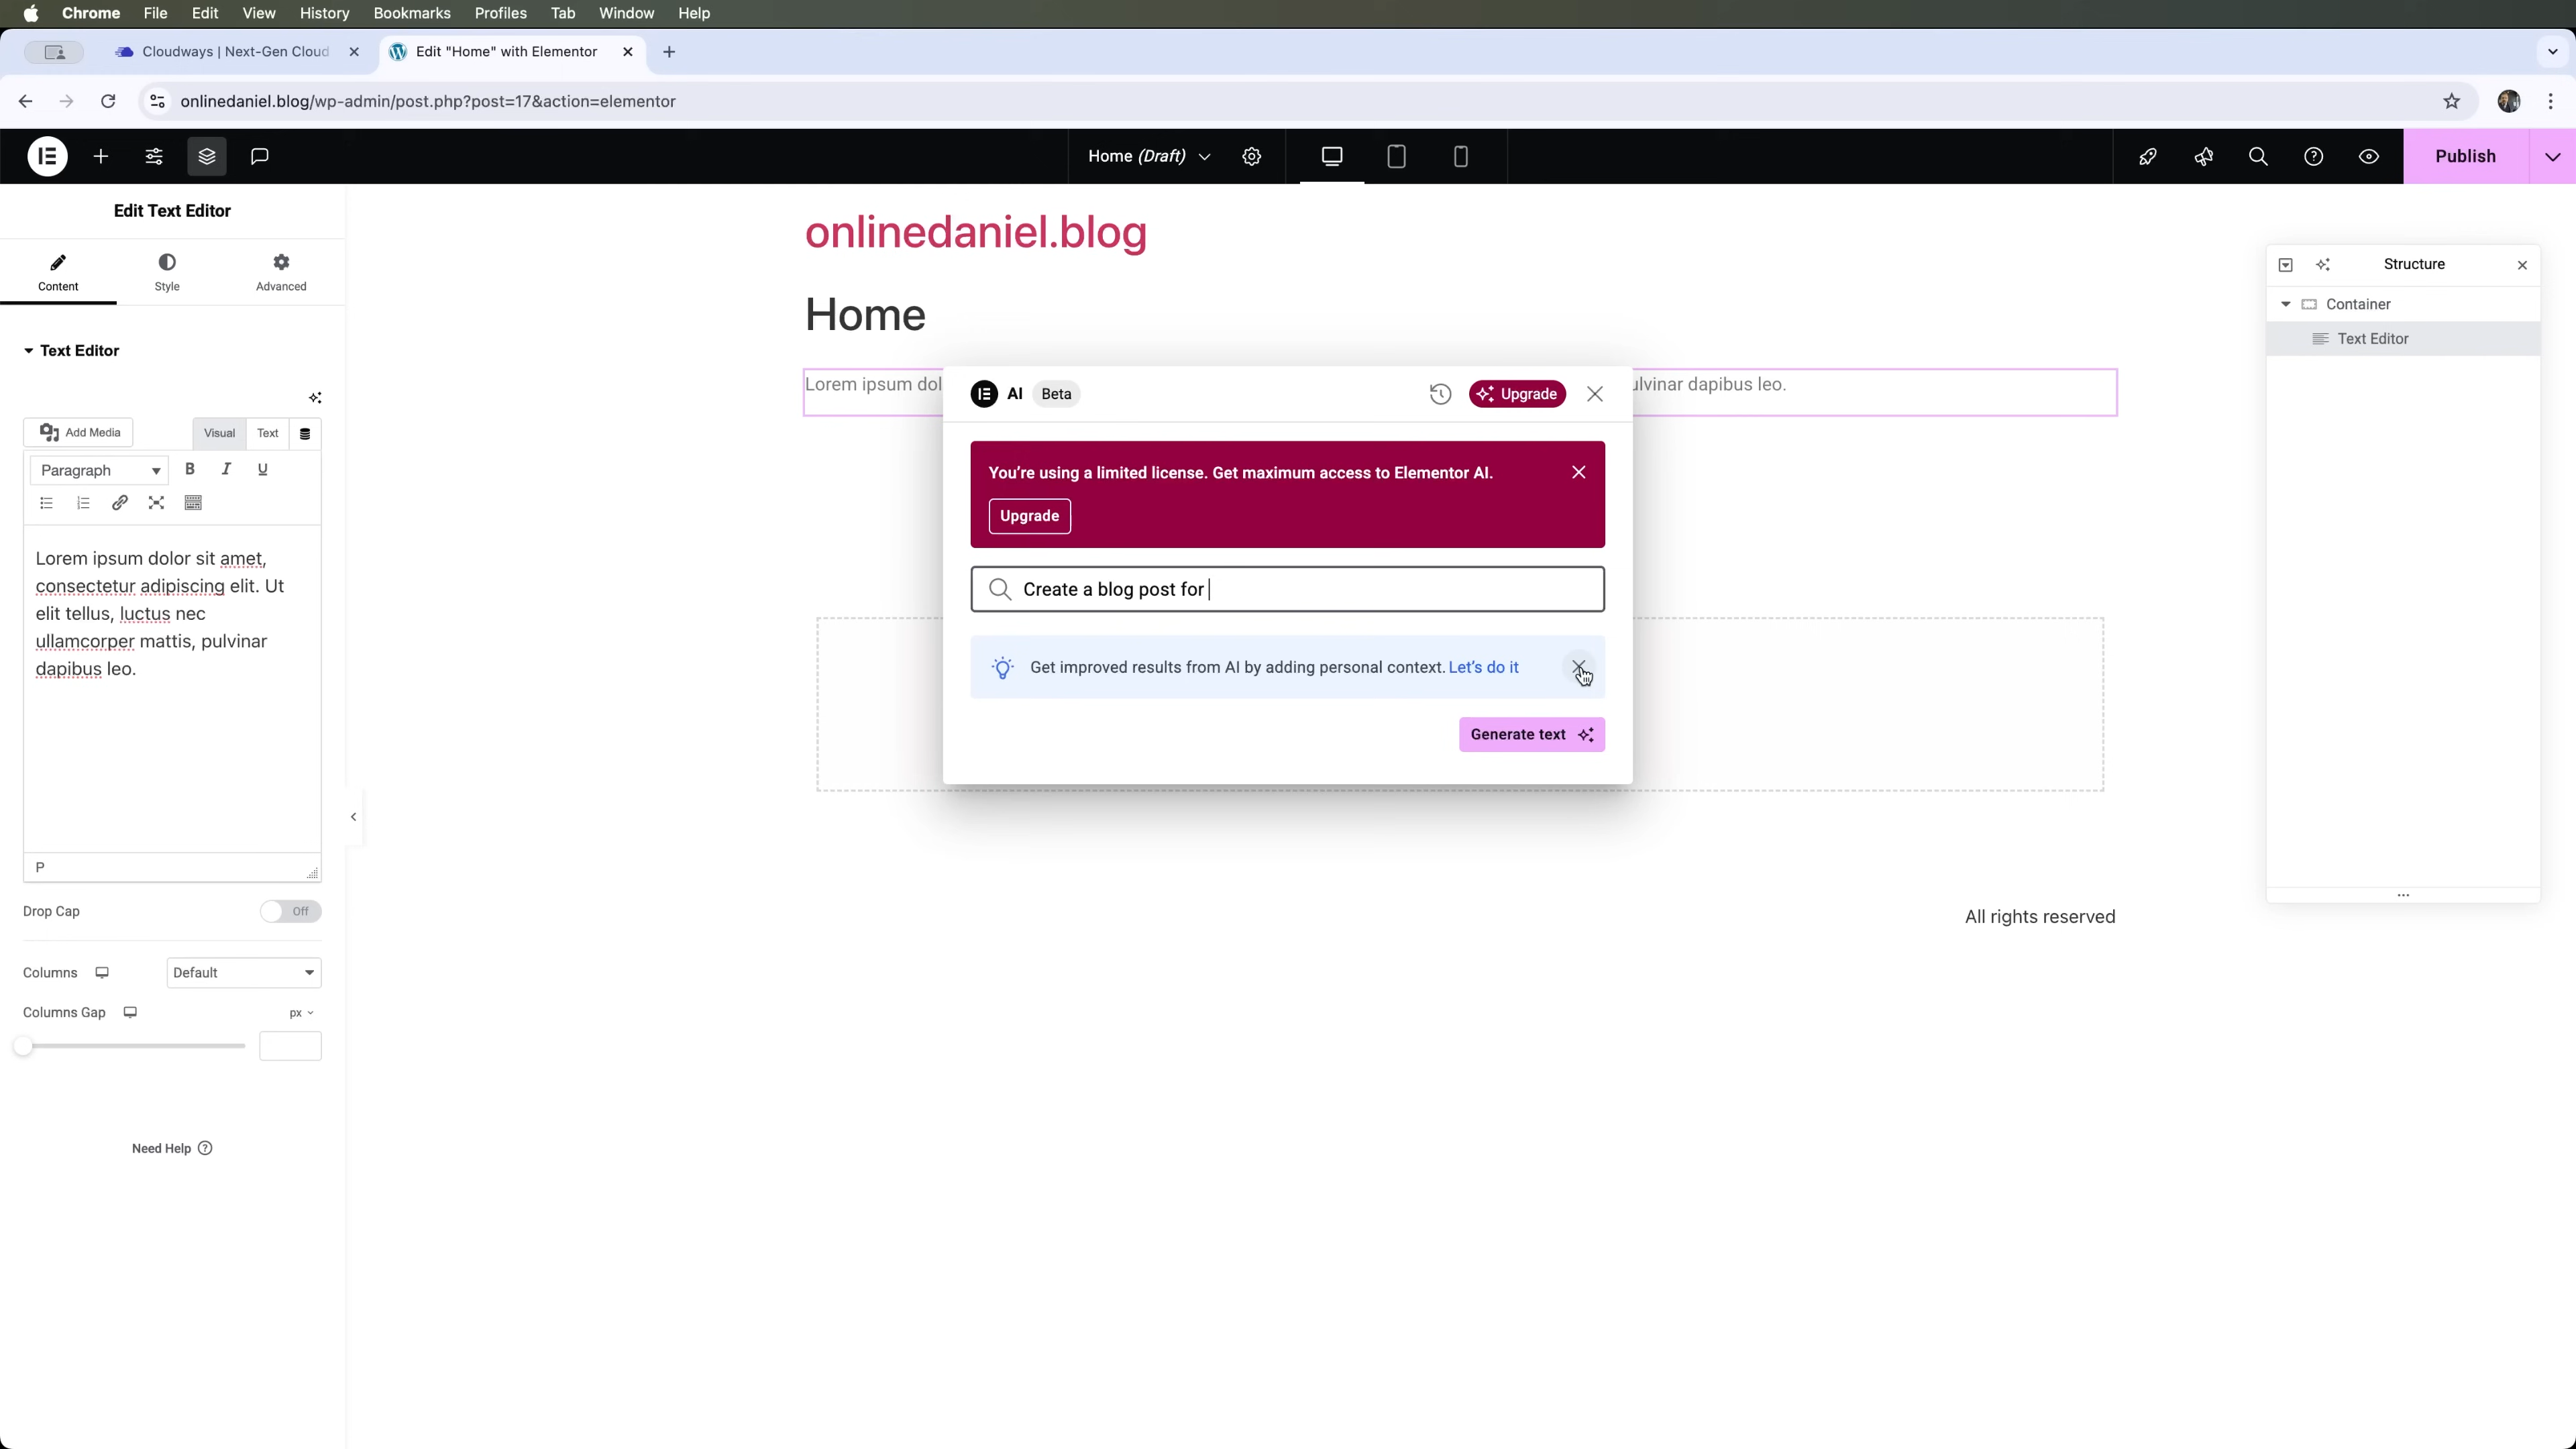 Chrome File Edit View History Bookmarks Profiles Tab Window Help
Cloudways | Next-Gen Cloud
Edit "Home" with Elementor
onlinedaniel.blog/wp-admin/post.php?post=17&action=elementor
Home (Draft)
Publish
Edit Text Editor
Content
Style
Advanced
Text Editor
Add Media
Visual
Text
Paragraph
B I U
Lorem ipsum dolor sit amet,
consectetur adipiscing elit. Ut
elit tellus, luctus nec
ullamcorper mattis, pulvinar
dapibus leo.
P
Drop Cap
Off
Columns
Default
Columns Gap
px
Need Help
onlinedaniel.blog
Home
Lorem ipsum dol
ulvinar dapibus leo.
AI Beta
Upgrade
You're using a limited license. Get maximum access to Elementor AI.
Upgrade
Create a blog post for
Get improved results from AI by adding personal context. Let's do it
Generate text
All rights reserved
Structure
Container
Text Editor